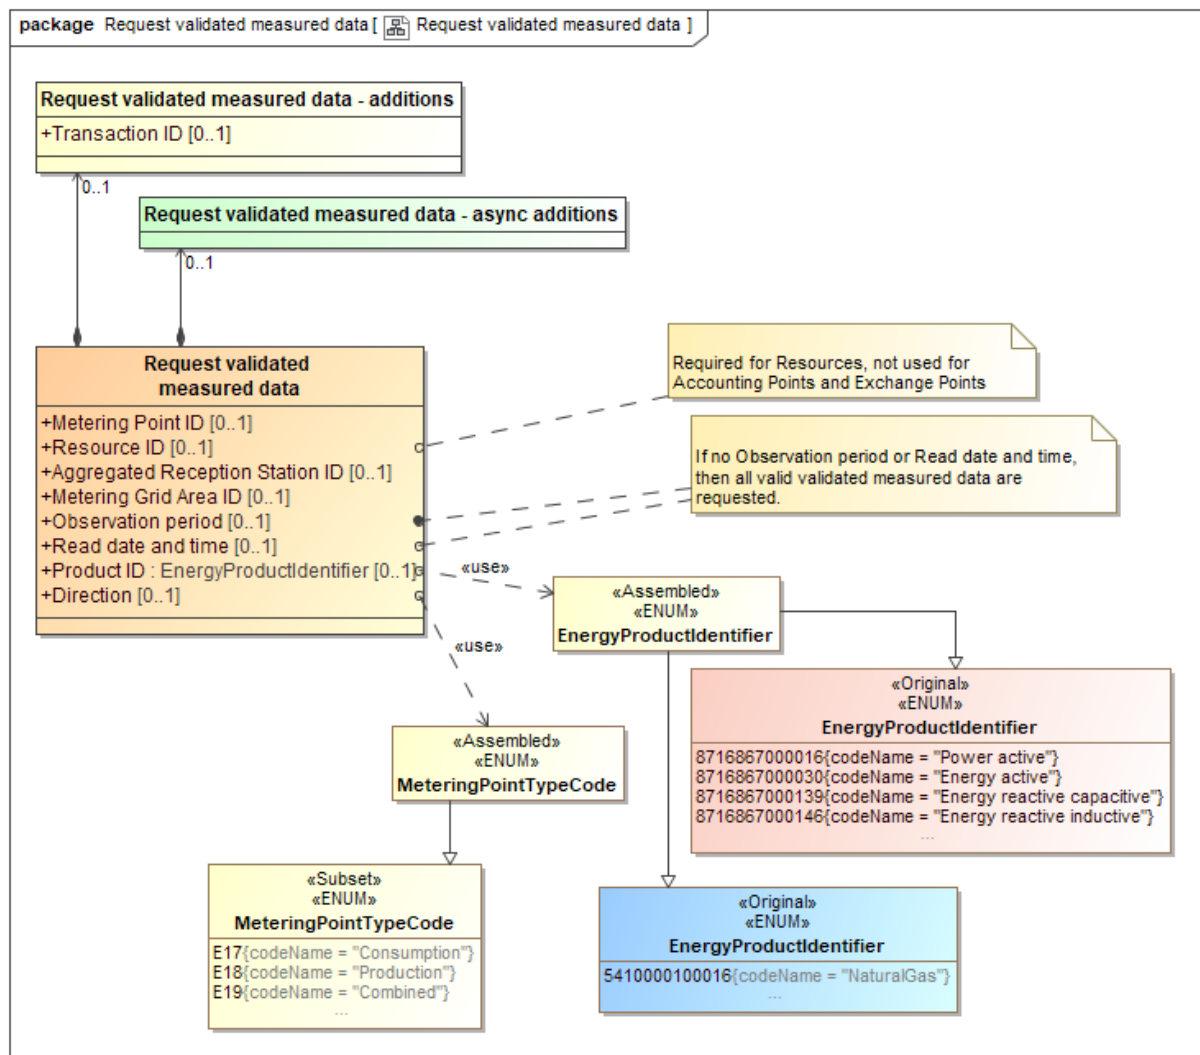 package Request validated measured data [ Request validated measured data ]
Request validated measured data - additions
+Transaction ID [0..1]
0..1
Request validated measured data - async additions
0..1
Request validated
measured data
+Metering Point ID [0..1]
+Resource ID [0..1]
+Aggregated Reception Station ID [0..1]
+Metering Grid Area ID [0..1]
+Observation period [0..1]
+Read date and time [0..1]
+Product ID : EnergyProductIdentifier [0..1]
+Direction [0..1]
Required for Resources, not used for
Accounting Points and Exchange Points
If no Observation period or Read date and time,
then all valid validated measured data are
requested.
«use»
«use»
«Assembled»
«ENUM»
EnergyProductIdentifier
«Original»
«ENUM»
EnergyProductIdentifier
8716867000016{codeName = "Power active"}
8716867000030{codeName = "Energy active"}
8716867000139{codeName = "Energy reactive capacitive"}
8716867000146{codeName = "Energy reactive inductive"}
...
«Assembled»
«ENUM»
MeteringPointTypeCode
«Subset»
«ENUM»
MeteringPointTypeCode
E17{codeName = "Consumption"}
E18{codeName = "Production"}
E19{codeName = "Combined"}
...
«Original»
«ENUM»
EnergyProductIdentifier
5410000100016{codeName = "NaturalGas"}
...